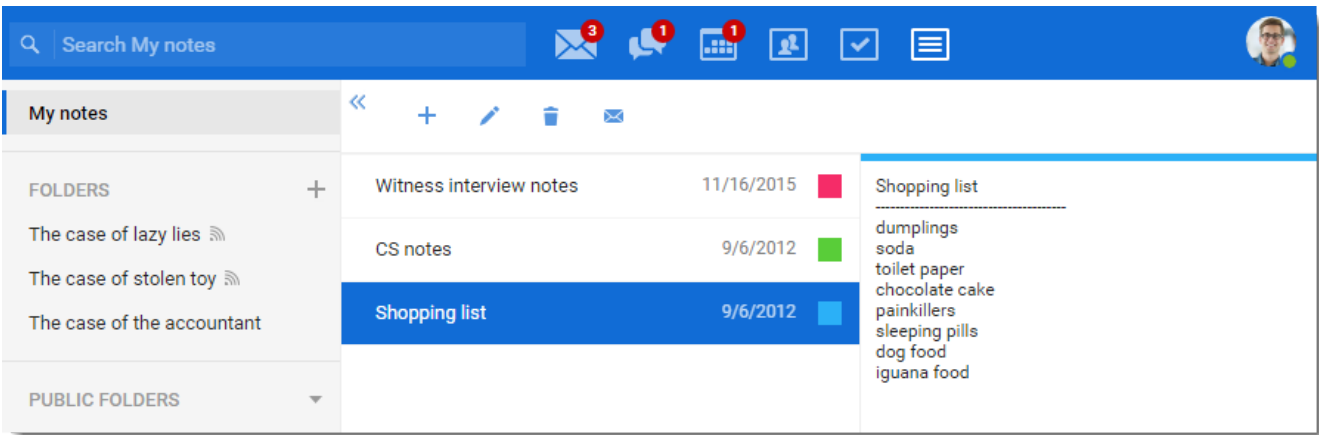 Search My notes
3
1
1
My notes
FOLDERS
The case of lazy lies
The case of stolen toy
The case of the accountant
PUBLIC FOLDERS
Witness interview notes 11/16/2015
CS notes 9/6/2012
Shopping list 9/6/2012
Shopping list
---------------------------------------
dumplings
soda
toilet paper
chocolate cake
painkillers
sleeping pills
dog food
iguana food